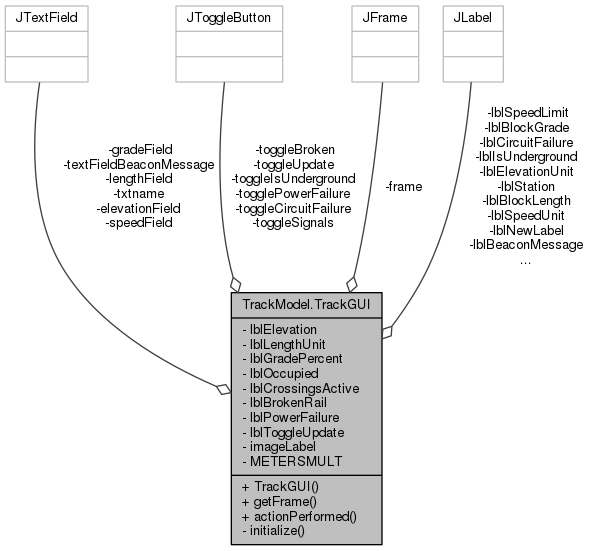 JTextField
JToggleButton
JFrame
JLabel
-gradeField
-textFieldBeaconMessage
-lengthField
-txtname
-elevationField
-speedField
-toggleBroken
-toggleUpdate
-toggleIsUnderground
-togglePowerFailure
-toggleCircuitFailure
-toggleSignals
-frame
-lblSpeedLimit
-lblBlockGrade
-lblCircuitFailure
-lblIsUnderground
-lblElevationUnit
-lblStation
-lblBlockLength
-lblSpeedUnit
-lblNewLabel
-lblBeaconMessage
...
TrackModel.TrackGUI
- lblElevation
- lblLengthUnit
- lblGradePercent
- lblOccupied
- lblCrossingsActive
- lblBrokenRail
- lblPowerFailure
- lblToggleUpdate
- imageLabel
- METERSMULT
+ TrackGUI()
+ getFrame()
+ actionPerformed()
- initialize()